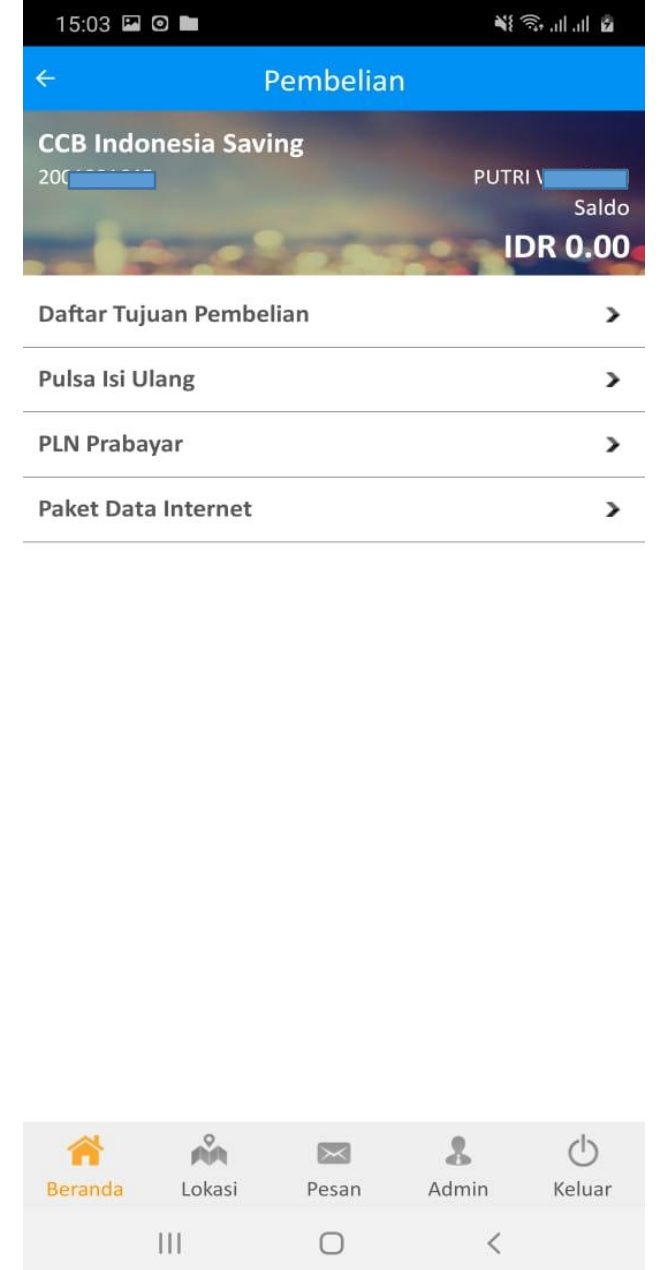 15:03
Pembelian
CCB Indonesia Saving
200
PUTRI
Saldo
IDR 0.00
Daftar Tujuan Pembelian
Pulsa Isi Ulang
PLN Prabayar
Paket Data Internet
Beranda Lokasi Pesan Admin Keluar